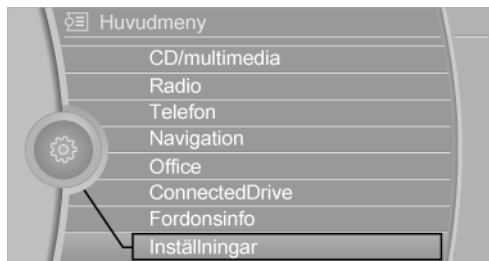 Huvudmeny
CD/multimedia
Radio
Telefon
Navigation
Office
ConnectedDrive
Fordonsinfo
Inställningar